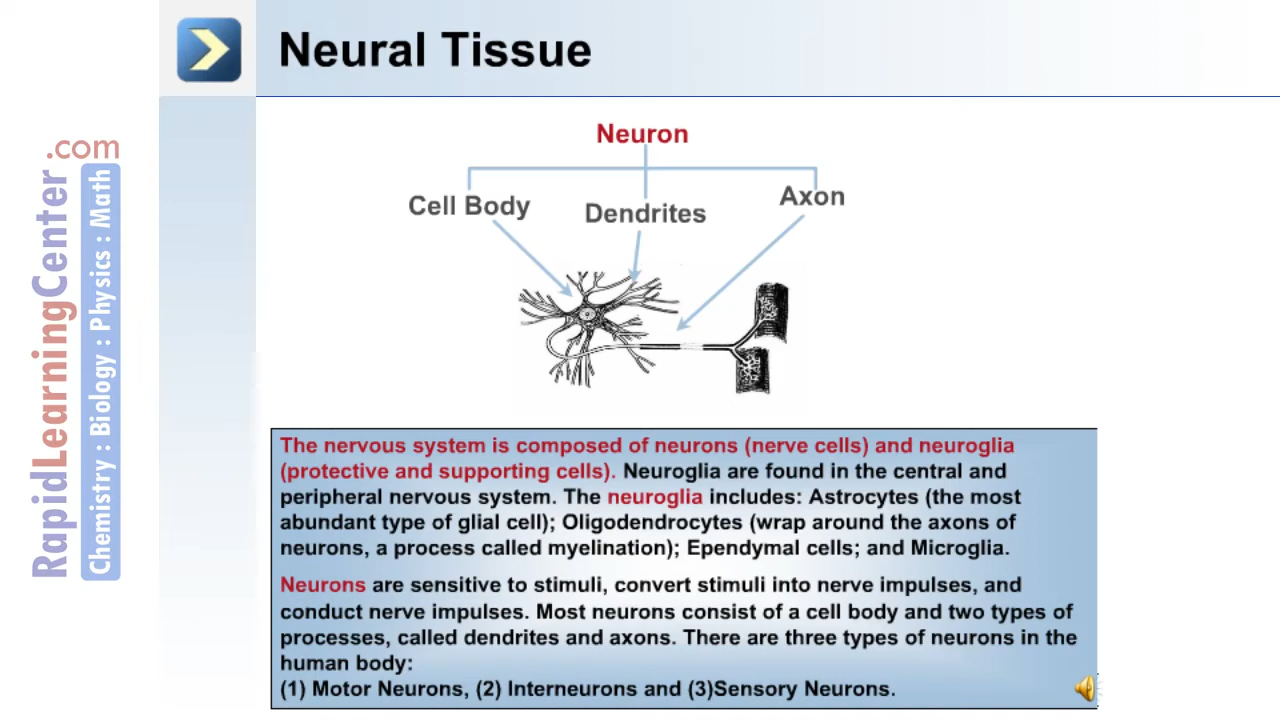 Neural Tissue
Neuron
Cell Body
Dendrites
Axon
The nervous system is composed of neurons (nerve cells) and neuroglia
(protective and supporting cells). Neuroglia are found in the central and
peripheral nervous system. The neuroglia includes: Astrocytes (the most
abundant type of glial cell); Oligodendrocytes (wrap around the axons of
neurons, a process called myelination); Ependymal cells; and Microglia.
Neurons are sensitive to stimuli, convert stimuli into nerve impulses, and
conduct nerve impulses. Most neurons consist of a cell body and two types of
processes, called dendrites and axons. There are three types of neurons in the
human body:
(1) Motor Neurons, (2) Interneurons and (3)Sensory Neurons.
RapidLearningCenter.com
Chemistry : Biology : Physics : Math